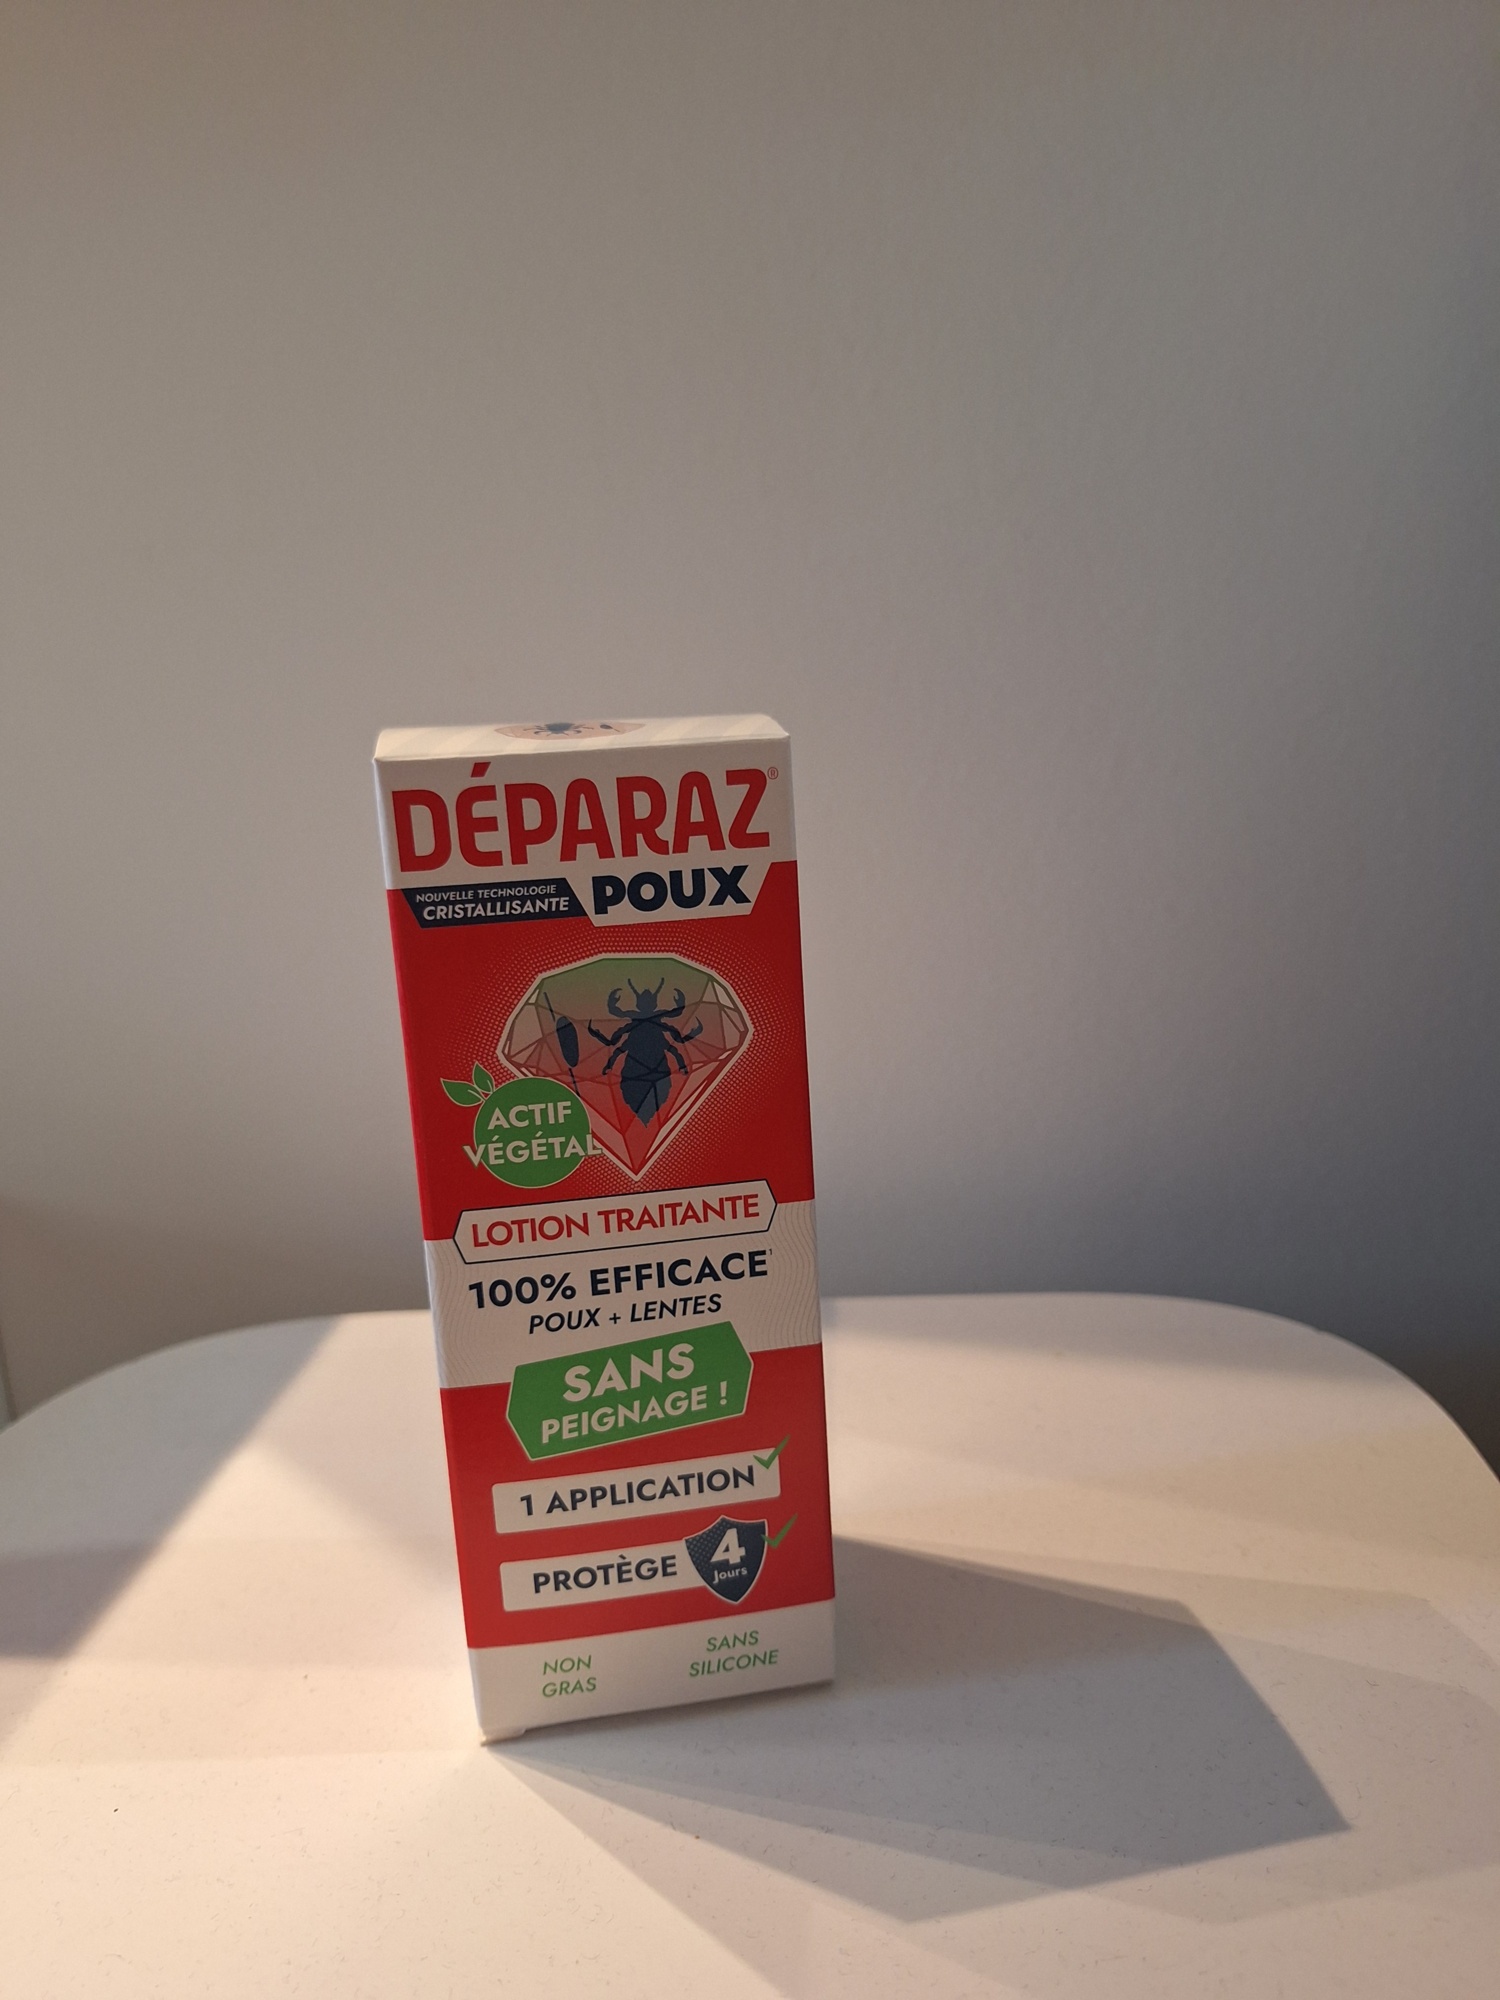 DÉPARAZ®
NOUVELLE TECHNOLOGIE
CRISTALLISANTE
POUX
ACTIF
VÉGÉTAL
LOTION TRAITANTE
100% EFFICACE¹
POUX + LENTES
SANS
PEIGNAGE !
1 APPLICATION
PROTÈGE
4
Jours
NON
GRAS
SANS
SILICONE